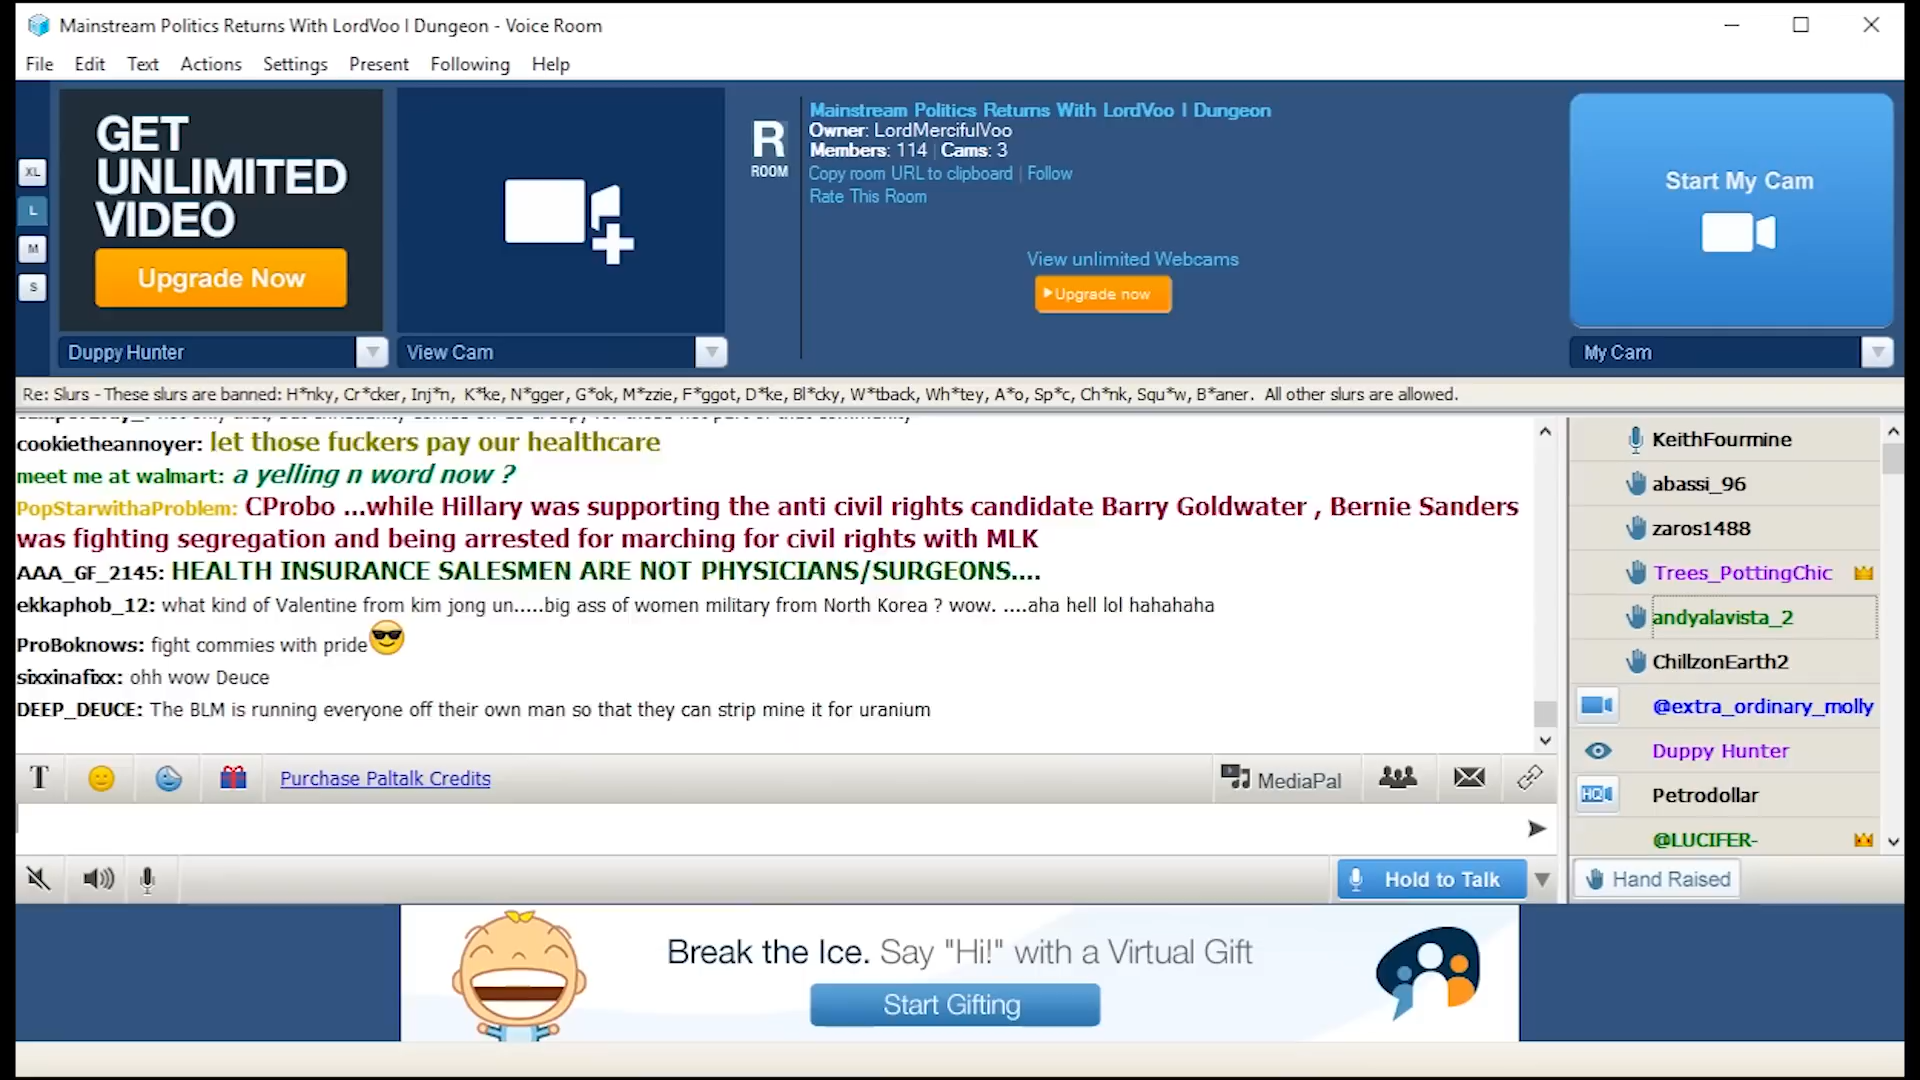 Mainstream Politics Returns With LordVoo I Dungeon - Voice Room
File Edit Text Actions Settings Present Following Help
XL
L
M
S
GET
UNLIMITED
VIDEO
Upgrade Now
Duppy Hunter
View Cam
R
ROOM
Mainstream Politics Returns With LordVoo I Dungeon
Owner: LordMercifulVoo
Members: 114 | Cams: 3
Copy room URL to clipboard | Follow
Rate This Room
View unlimited Webcams
Upgrade now
Start My Cam
My Cam
Re: Slurs - These slurs are banned: H*nky, Cr*cker, Inj*n, K*ke, N*gger, G*ok, M*zzie, F*ggot, D*ke, Bl*cky, W*tback, Wh*tey, A*o, Sp*c, Ch*nk, Squ*w, B*aner. All other slurs are allowed.
cookietheannoyer: let those fuckers pay our healthcare
meet me at walmart: a yelling n word now ?
PopStarwithaProblem: CProbo ...while Hillary was supporting the anti civil rights candidate Barry Goldwater , Bernie Sanders
was fighting segregation and being arrested for marching for civil rights with MLK
AAA_GF_2145: HEALTH INSURANCE SALESMEN ARE NOT PHYSICIANS/SURGEONS....
ekkaphob_12: what kind of Valentine from kim jong un.....big ass of women military from North Korea ? wow. ....aha hell lol hahahaha
ProBoknows: fight commies with pride
sixxinafixx: ohh wow Deuce
DEEP_DEUCE: The BLM is running everyone off their own man so that they can strip mine it for uranium
KeithFourmine
abassi_96
zaros1488
Trees_PottingChic
andyalavista_2
ChillzonEarth2
@extra_ordinary_molly
Duppy Hunter
HQ
Petrodollar
@LUCIFER-
T
Purchase Paltalk Credits
MediaPal
Hold to Talk
Hand Raised
Break the Ice. Say "Hi!" with a Virtual Gift
Start Gifting